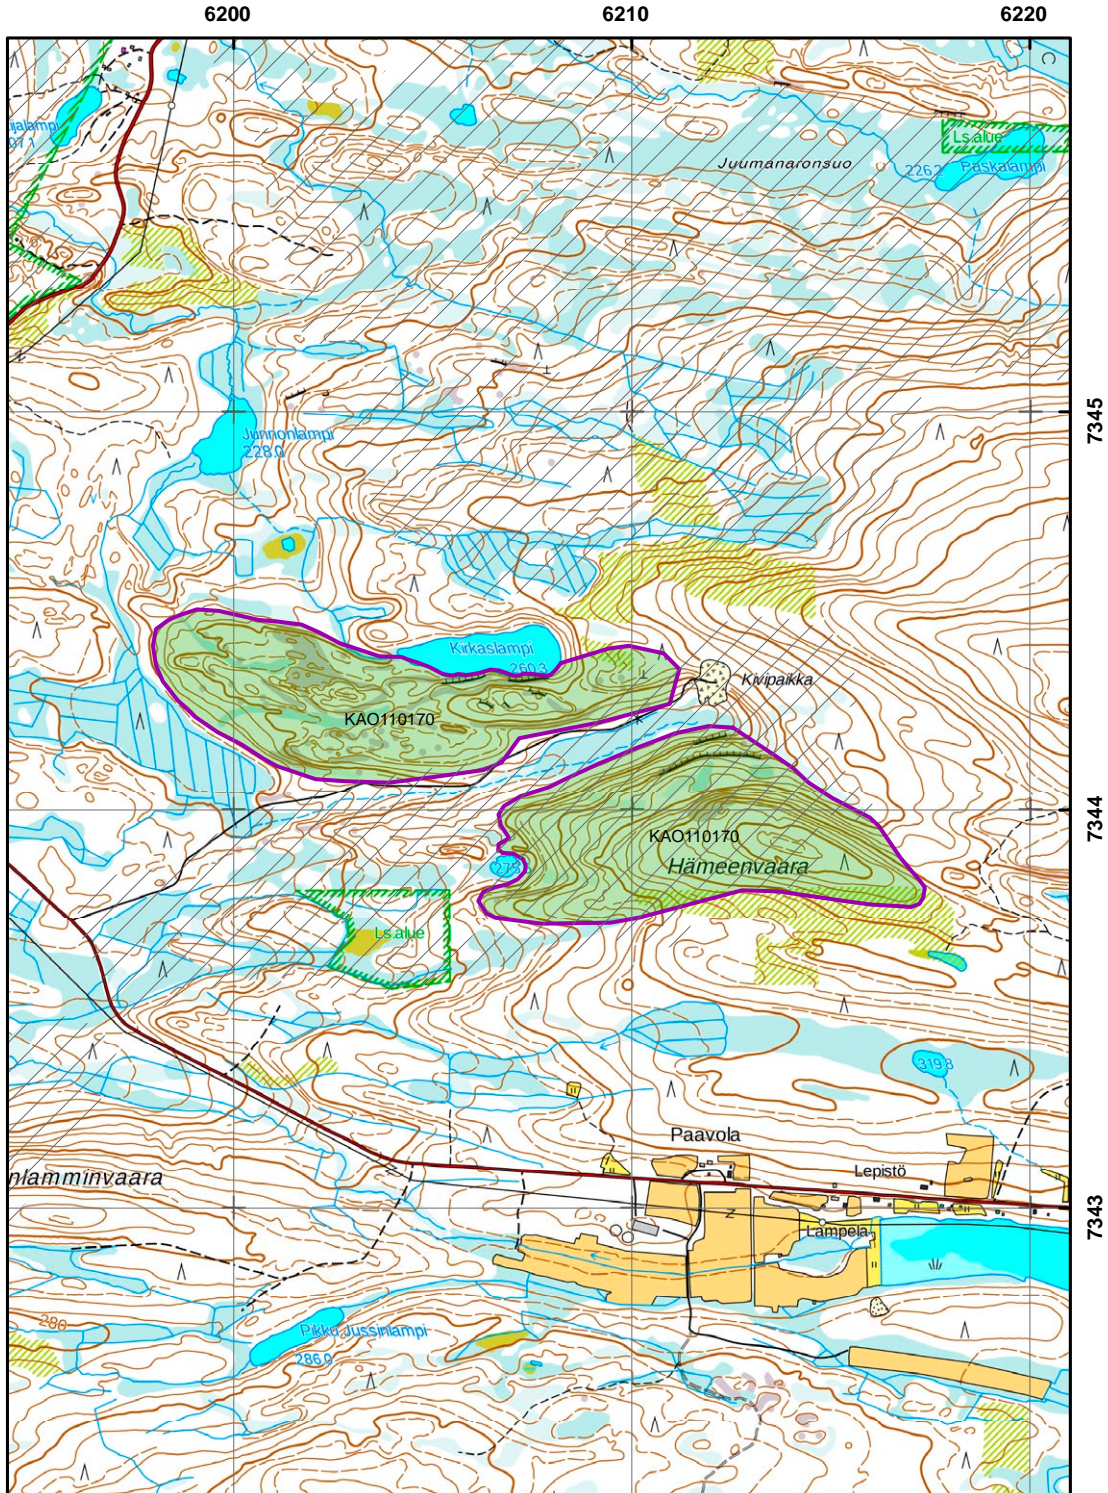 6200 6210 6220
Ls.alue
Juumanaronsuo
226.2 Paskalampi
7345
Junnonlampi
228.0
Kirkaslampi
260.3
Kivipaikka
KAO110170
7344
KAO110170
Hämeenvaara
Ls.alue
319.8
Paavola
Lepistö
nlamminvaara
7343
Lampela
280
Pikku Jussinlampi
286.0